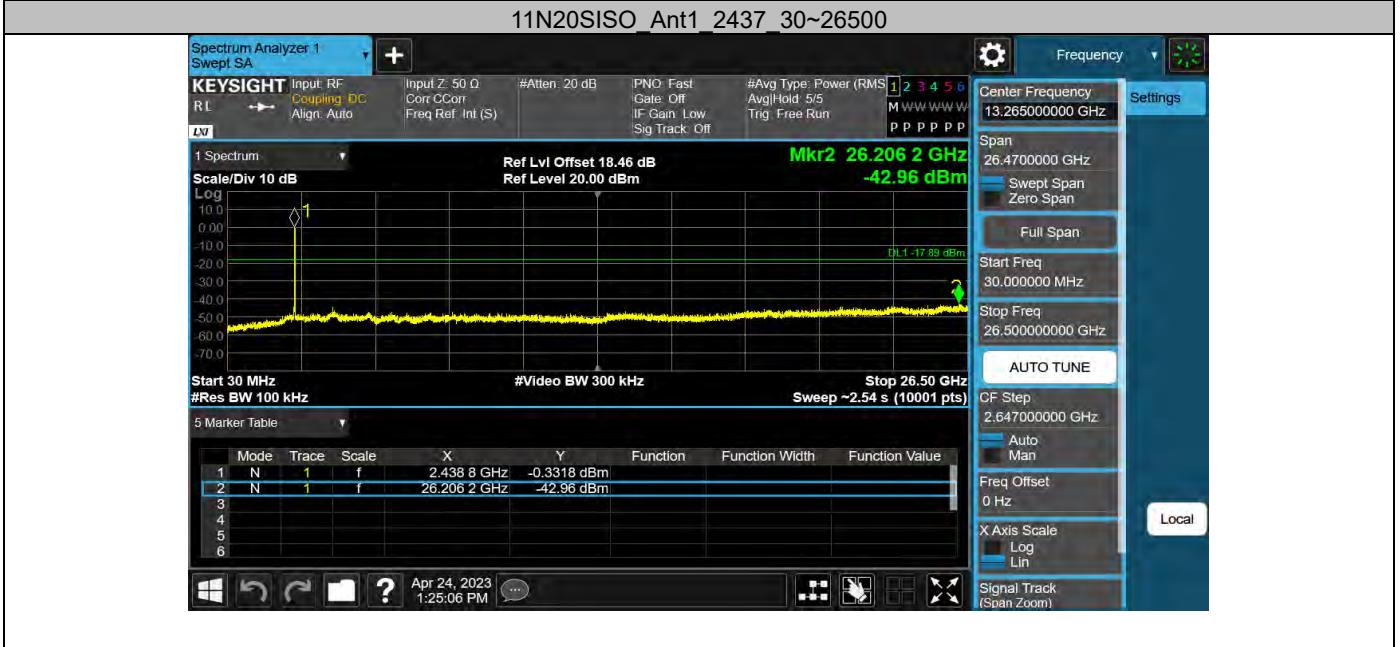 11N20SISO_Ant1_2437_30~26500
Spectrum Analyzer 1
Swept SA
+
Frequency
KEYSIGHT
RL
LXI
Input: RF
Coupling: DC
Align: Auto
Input Z: 50 Ω
Corr CCorr
Freq Ref: Int (S)
#Atten: 20 dB
PNO: Fast
Gate: Off
IF Gain: Low
Sig Track: Off
#Avg Type: Power (RMS
Avg|Hold: 5/5
Trig: Free Run
1 2 3 4 5 6
M W W W W W
P P P P P P
1 Spectrum
Scale/Div 10 dB
Ref Lvl Offset 18.46 dB
Ref Level 20.00 dBm
Mkr2 26.206 2 GHz
-42.96 dBm
Log
10.0
0.00
-10.0
-20.0
-30.0
-40.0
-50.0
-60.0
-70.0
1
2
DL1 -17.89 dBm
Start 30 MHz
#Video BW 300 kHz
Stop 26.50 GHz
#Res BW 100 kHz
Sweep ~2.54 s (10001 pts)
5 Marker Table
Mode Trace Scale X Y Function Function Width Function Value
1 N 1 f 2.438 8 GHz -0.3318 dBm
2 N 1 f 26.206 2 GHz -42.96 dBm
3
4
5
6
?
Apr 24, 2023
1:25:06 PM
Center Frequency
13.265000000 GHz
Span
26.4700000 GHz
Swept Span
Zero Span
Full Span
Start Freq
30.000000 MHz
Stop Freq
26.500000000 GHz
AUTO TUNE
CF Step
2.647000000 GHz
Auto
Man
Freq Offset
0 Hz
X Axis Scale
Log
Lin
Signal Track
(Span Zoom)
Settings
Local